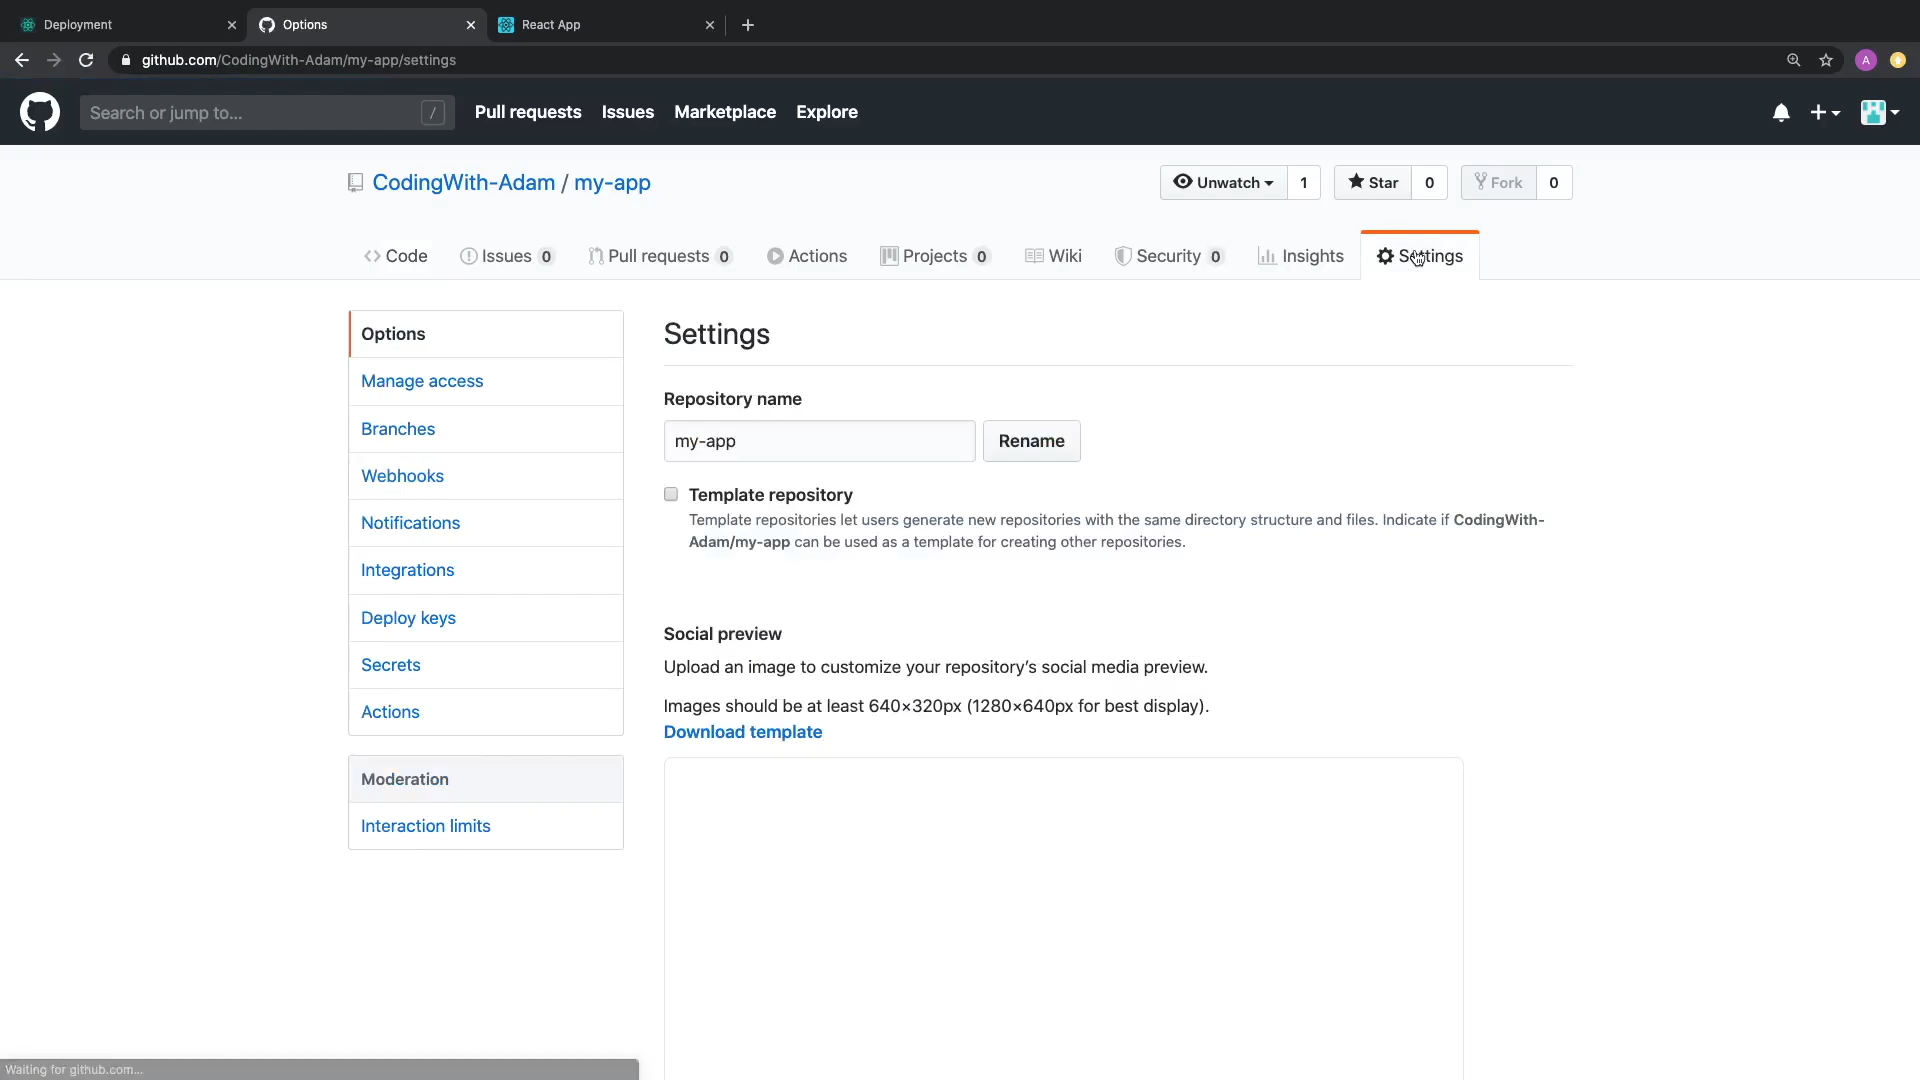 Deployment
Options
React App
github.com/CodingWith-Adam/my-app/settings
A
Search or jump to...
/
Pull requests
Issues
Marketplace
Explore
CodingWith-Adam / my-app
Unwatch
1
Star
0
Fork
0
Code
Issues 0
Pull requests 0
Actions
Projects 0
Wiki
Security 0
Insights
Settings
Options
Manage access
Branches
Webhooks
Notifications
Integrations
Deploy keys
Secrets
Actions
Moderation
Interaction limits
Settings
Repository name
my-app
Rename
Template repository
Template repositories let users generate new repositories with the same directory structure and files. Indicate if CodingWith-
Adam/my-app can be used as a template for creating other repositories.
Social preview
Upload an image to customize your repository’s social media preview.
Images should be at least 640×320px (1280×640px for best display).
Download template
Waiting for github.com...